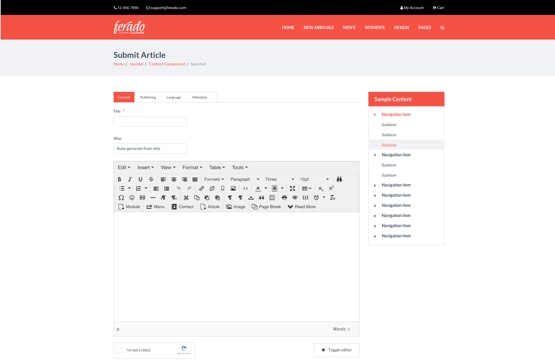 12 456 7890
support@ferado.com
My Account
Cart
ferado
HOME
NEW ARRIVALS
MEN'S
WOMEN'S
DESIGN
PAGES
Submit Article
Home / Joomla! / Content Component / Selected
Content
Publishing
Language
Metadata
Title *
Alias
Auto-generate from title
Edit
Insert
View
Format
Table
Tools
Formats
Paragraph
Times
12pt
Module
Menu
Contact
Article
Image
Page Break
Read More
p
Words: 1
I'm not a robot
Toggle editor
Sample Content
Navigation item
Subitem
Subitem
Subitem
Navigation item
Subitem
Subitem
Navigation item
Navigation item
Navigation item
Navigation item
Navigation item
Navigation item